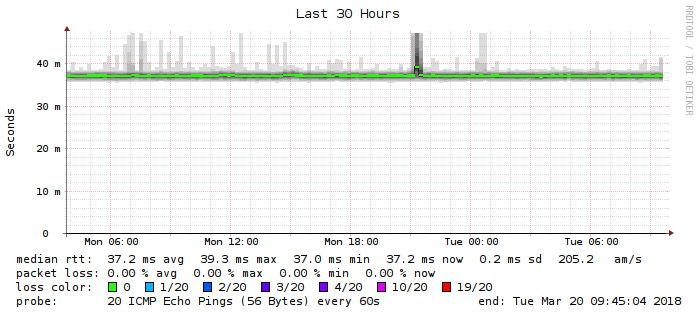 Last 30 Hours
RRDTOOL / TOBI OETIKER
Seconds
40 m
30 m
20 m
10 m
0
Mon 06:00 Mon 12:00 Mon 18:00 Tue 00:00 Tue 06:00
median rtt: 37.2 ms avg 39.3 ms max 37.0 ms min 37.2 ms now 0.2 ms sd 205.2 am/s
packet loss: 0.00 % avg 0.00 % max 0.00 % min 0.00 % now
loss color: 0 1/20 2/20 3/20 4/20 10/20 19/20
probe: 20 ICMP Echo Pings (56 Bytes) every 60s end: Tue Mar 20 09:45:04 2018